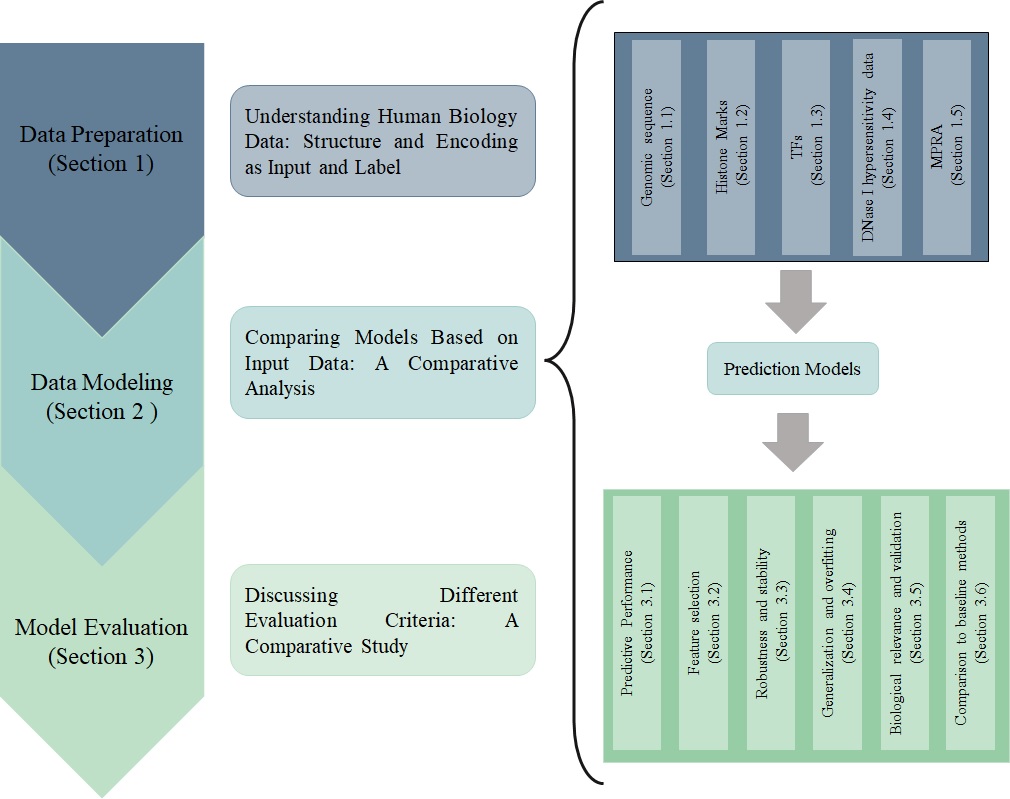 Data Preparation
(Section 1)
Understanding Human Biology
Data: Structure and Encoding
as Input and Label
Data Modeling
(Section 2 )
Comparing Models Based on
Input Data: A Comparative
Analysis
Model Evaluation
(Section 3)
Discussing Different
Evaluation Criteria: A
Comparative Study
Genomic sequence
(Section 1.1)
Histone Marks
(Section 1.2)
TFs
(Section 1.3)
DNase I hypersensitivity data
(Section 1.4)
MPRA
(Section 1.5)
Prediction Models
Predictive Performance
(Section 3.1)
Feature selection
(Section 3.2)
Robustness and stability
(Section 3.3)
Generalization and overfitting
(Section 3.4)
Biological relevance and validation
(Section 3.5)
Comparison to baseline methods
(Section 3.6)